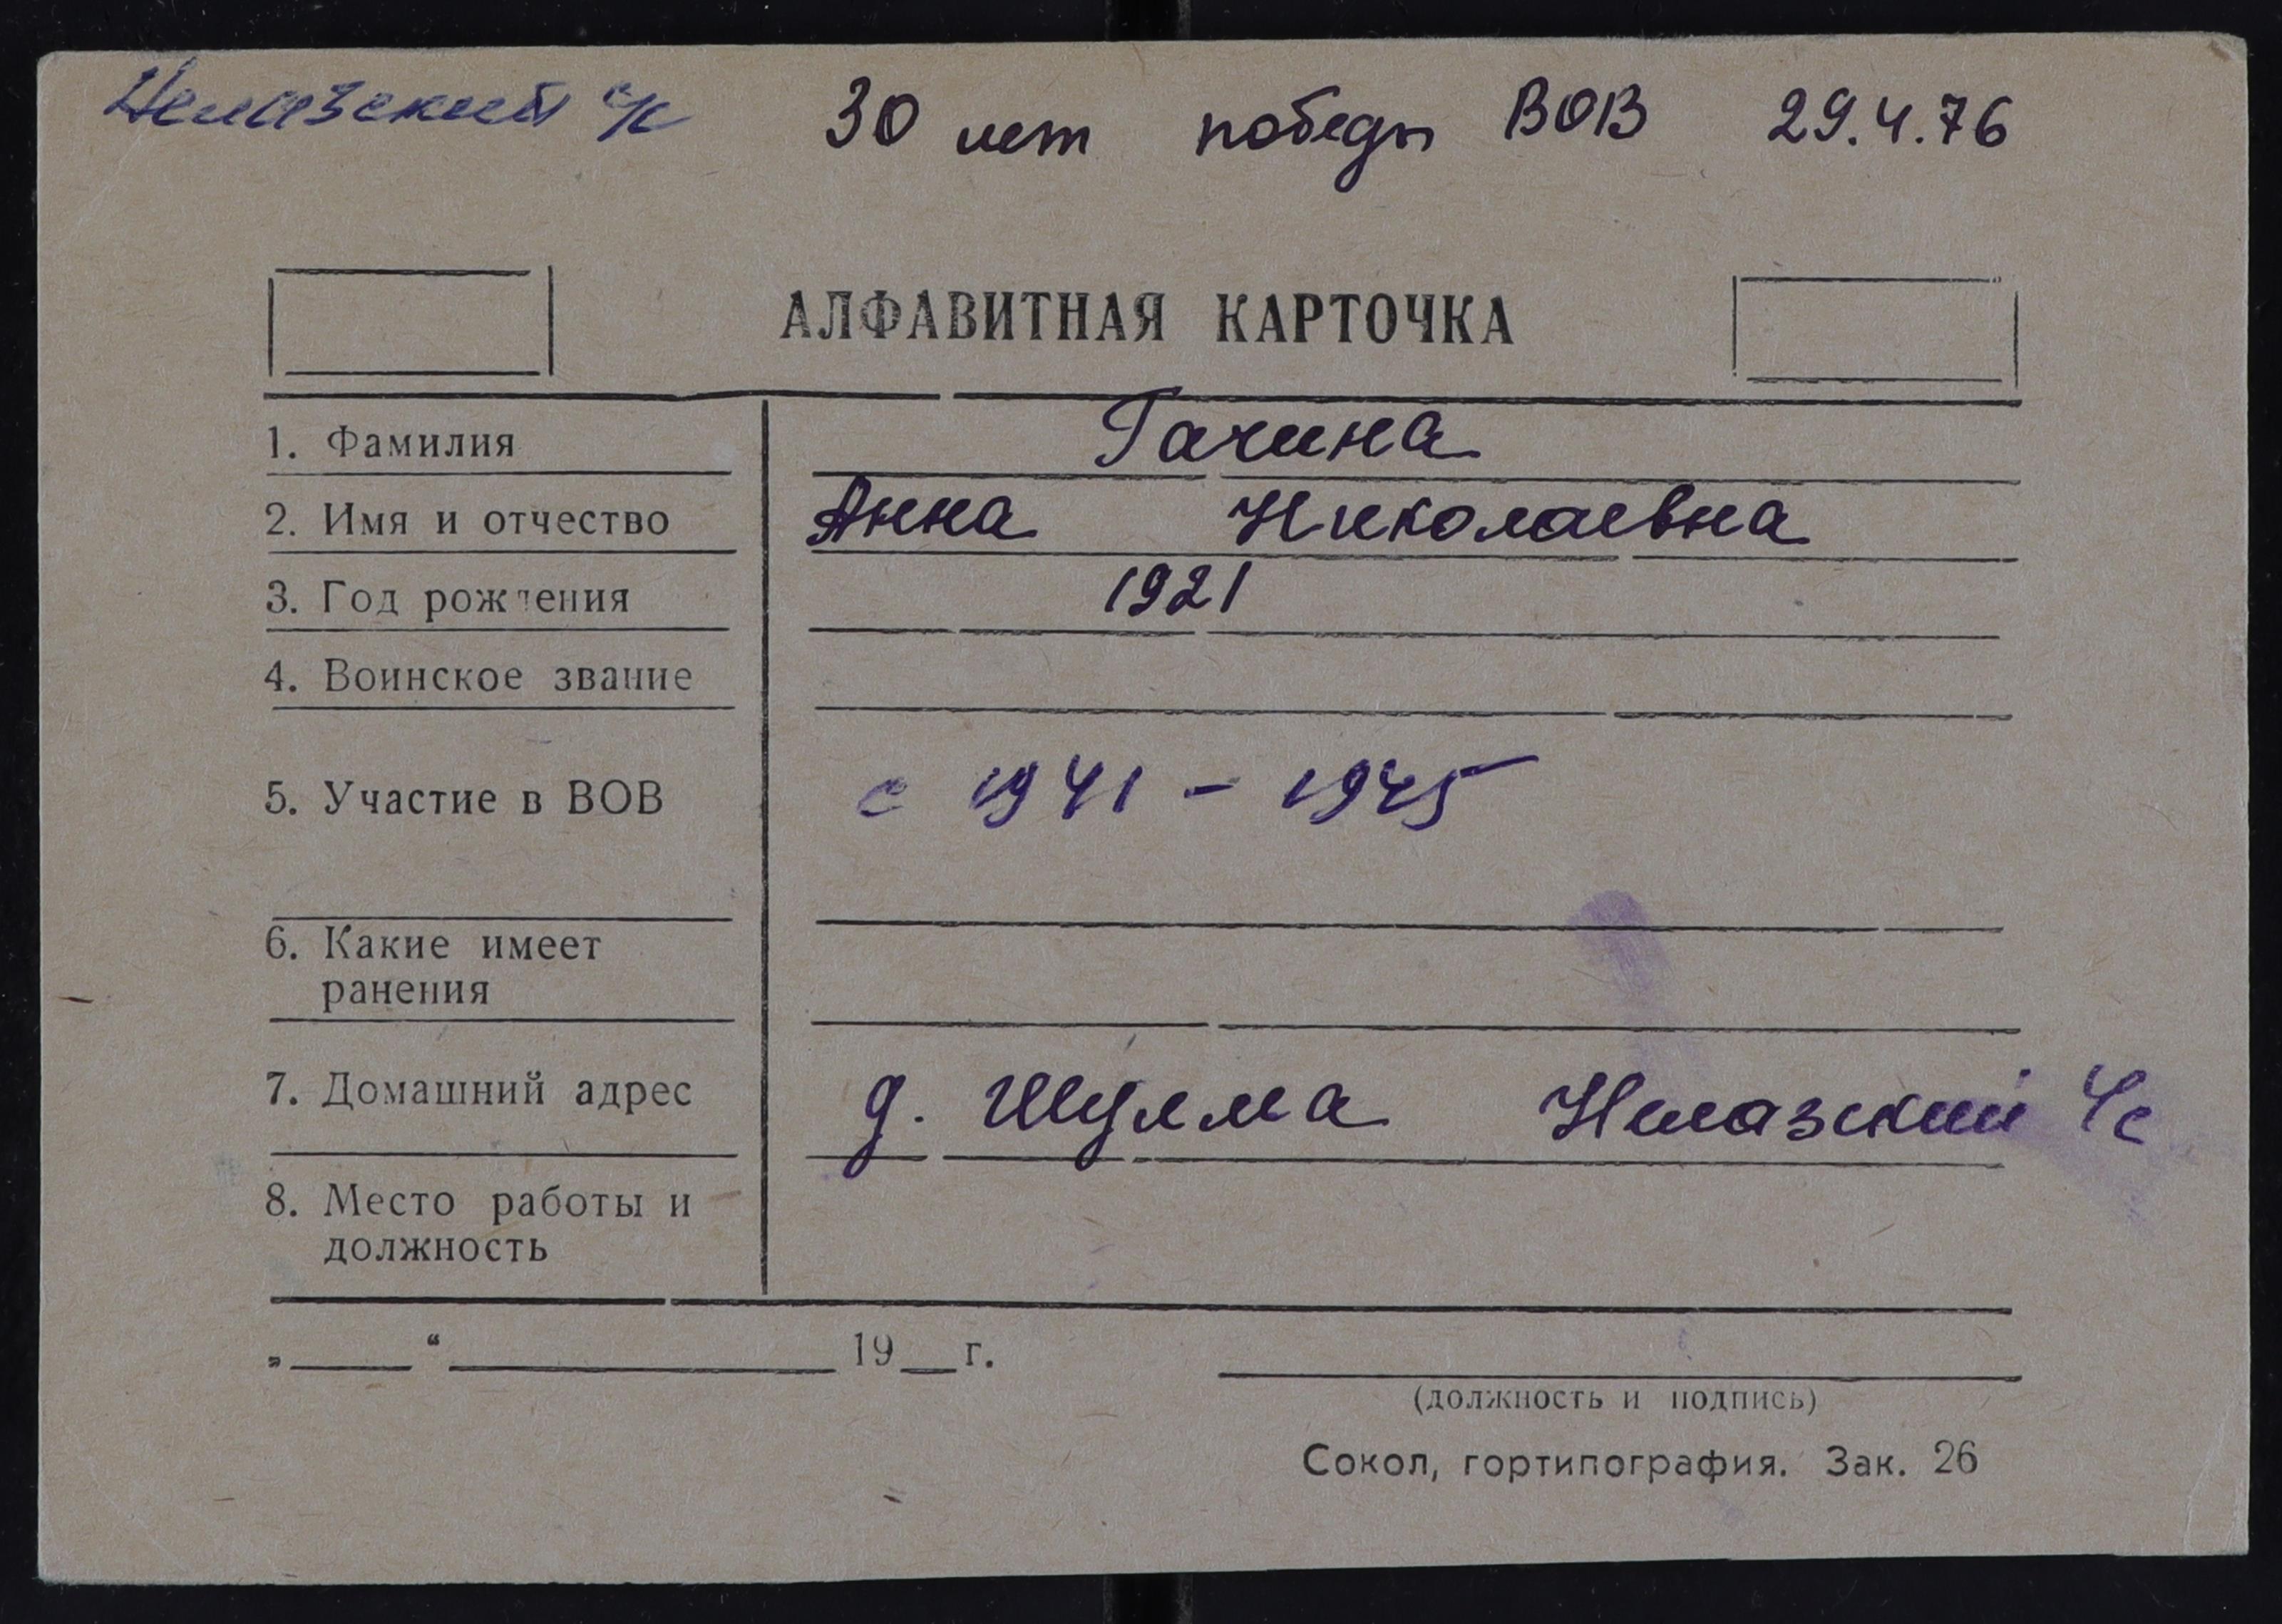 Нелазский с/с 30 лет победы ВОВ 29.4.76
АЛФАВИТНАЯ КАРТОЧКА
1. Фамилия Гачина
2. Имя и отчество Анна Николаевна
3. Год рождения 1921
4. Воинское звание
5. Участие в ВОВ с 1941 - 1945
6. Какие имеет
ранения
7. Домашний адрес д. Шулма Нелазский с/с
8. Место работы и
должность
„ “ 19 г.
(должность и подпись)
Сокол, гортипография. Зак. 26